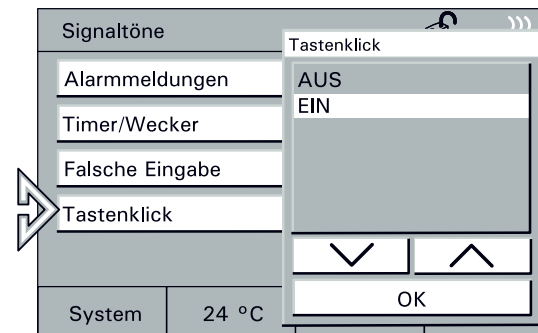 Signaltöne
Alarmmeldungen
Timer/Wecker
Falsche Eingabe
Tastenklick
System
24 °C
Tastenklick
AUS
EIN
OK